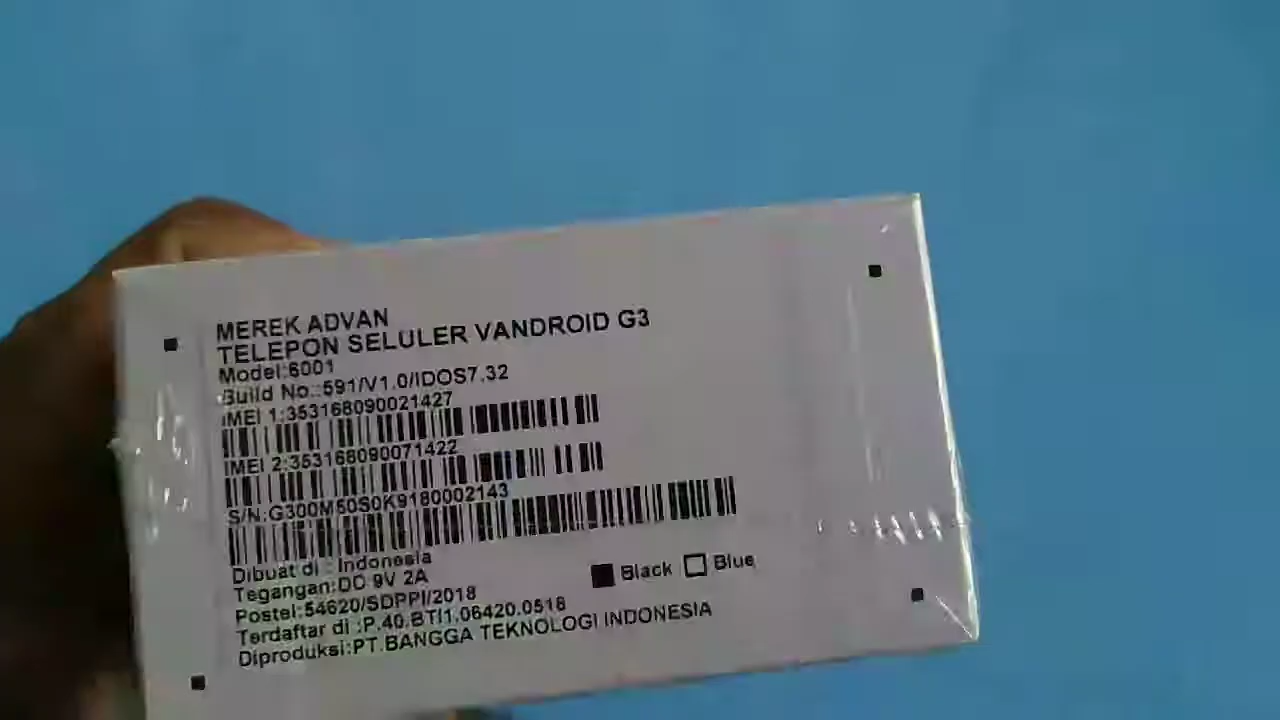 MEREK ADVAN
TELEPON SELULER VANDROID G3
Model:6001
Build No.:591/V1.0/IDOS7.32
IMEI 1:353168090021427
IMEI 2:353168090071422
S/N:G300M50S0K9180002143
Dibuat di : Indonesia
Tegangan:DC 9V 2A
Black Blue
Postel:54620/SDPPI/2018
Terdaftar di :P.40.BTI1.06420.0518
Diproduksi:PT.BANGGA TEKNOLOGI INDONESIA